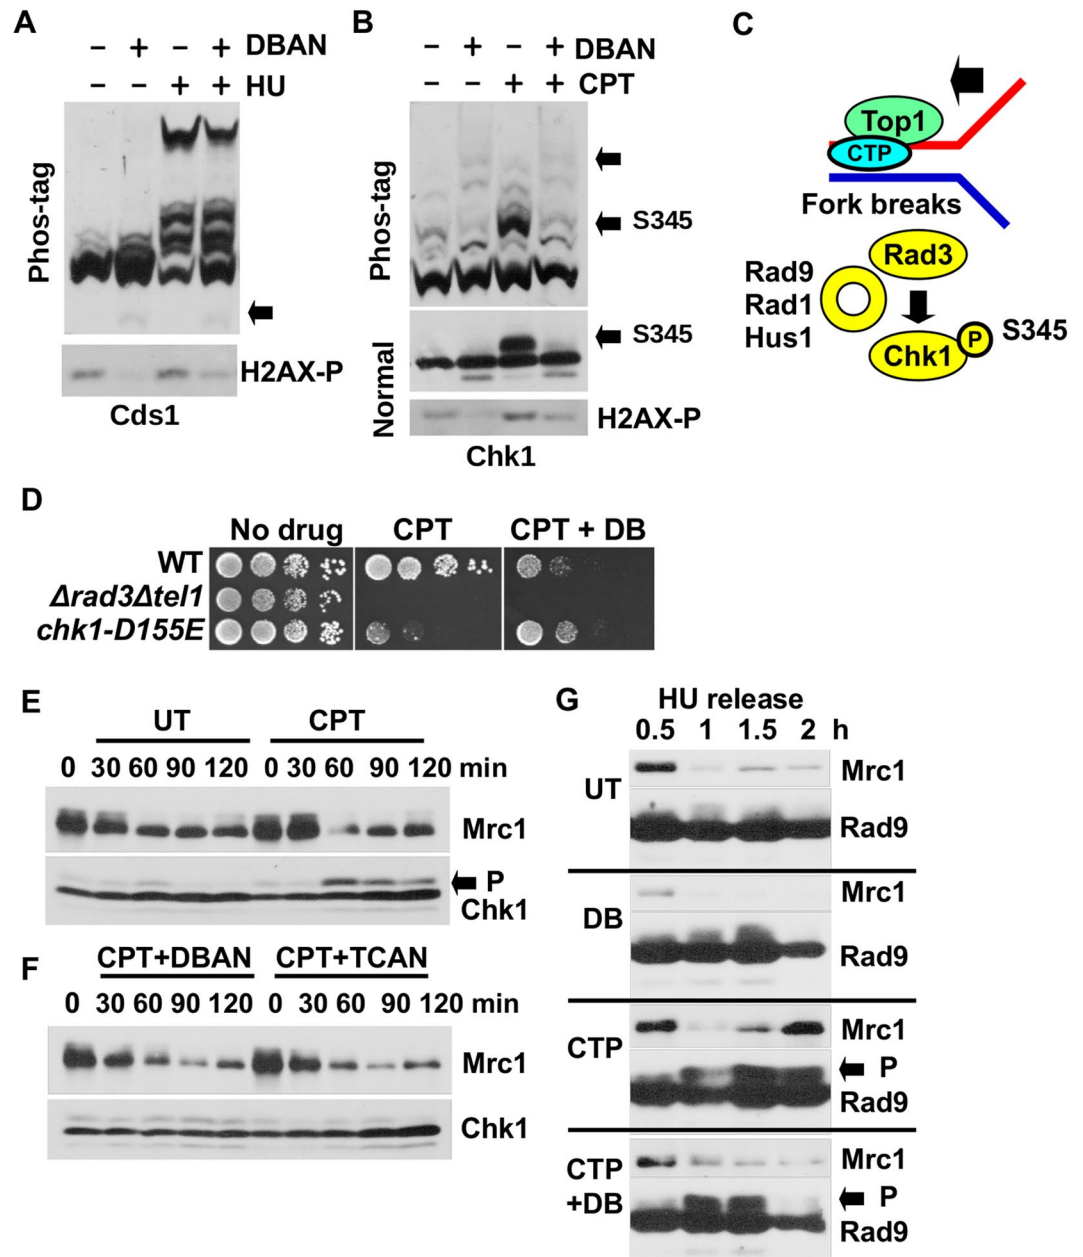 A
– + – + DBAN
– – + + HU
Phos-tag
H2AX-P
Cds1
B
– + – + DBAN
– – + + CPT
Phos-tag
S345
Normal
S345
H2AX-P
Chk1
C
Top1
CTP
Fork breaks
Rad3
Rad9
Rad1
Hus1
Chk1
P
S345
D
No drug CPT CPT + DB
WT
Δrad3Δtel1
chk1-D155E
E
UT CPT
0 30 60 90 120 0 30 60 90 120 min
Mrc1
P
Chk1
F
CPT+DBAN CPT+TCAN
0 30 60 90 120 0 30 60 90 120 min
Mrc1
Chk1
G
HU release
0.5 1 1.5 2 h
UT
Mrc1
Rad9
DB
Mrc1
Rad9
CTP
Mrc1
P
Rad9
CTP
+DB
Mrc1
P
Rad9